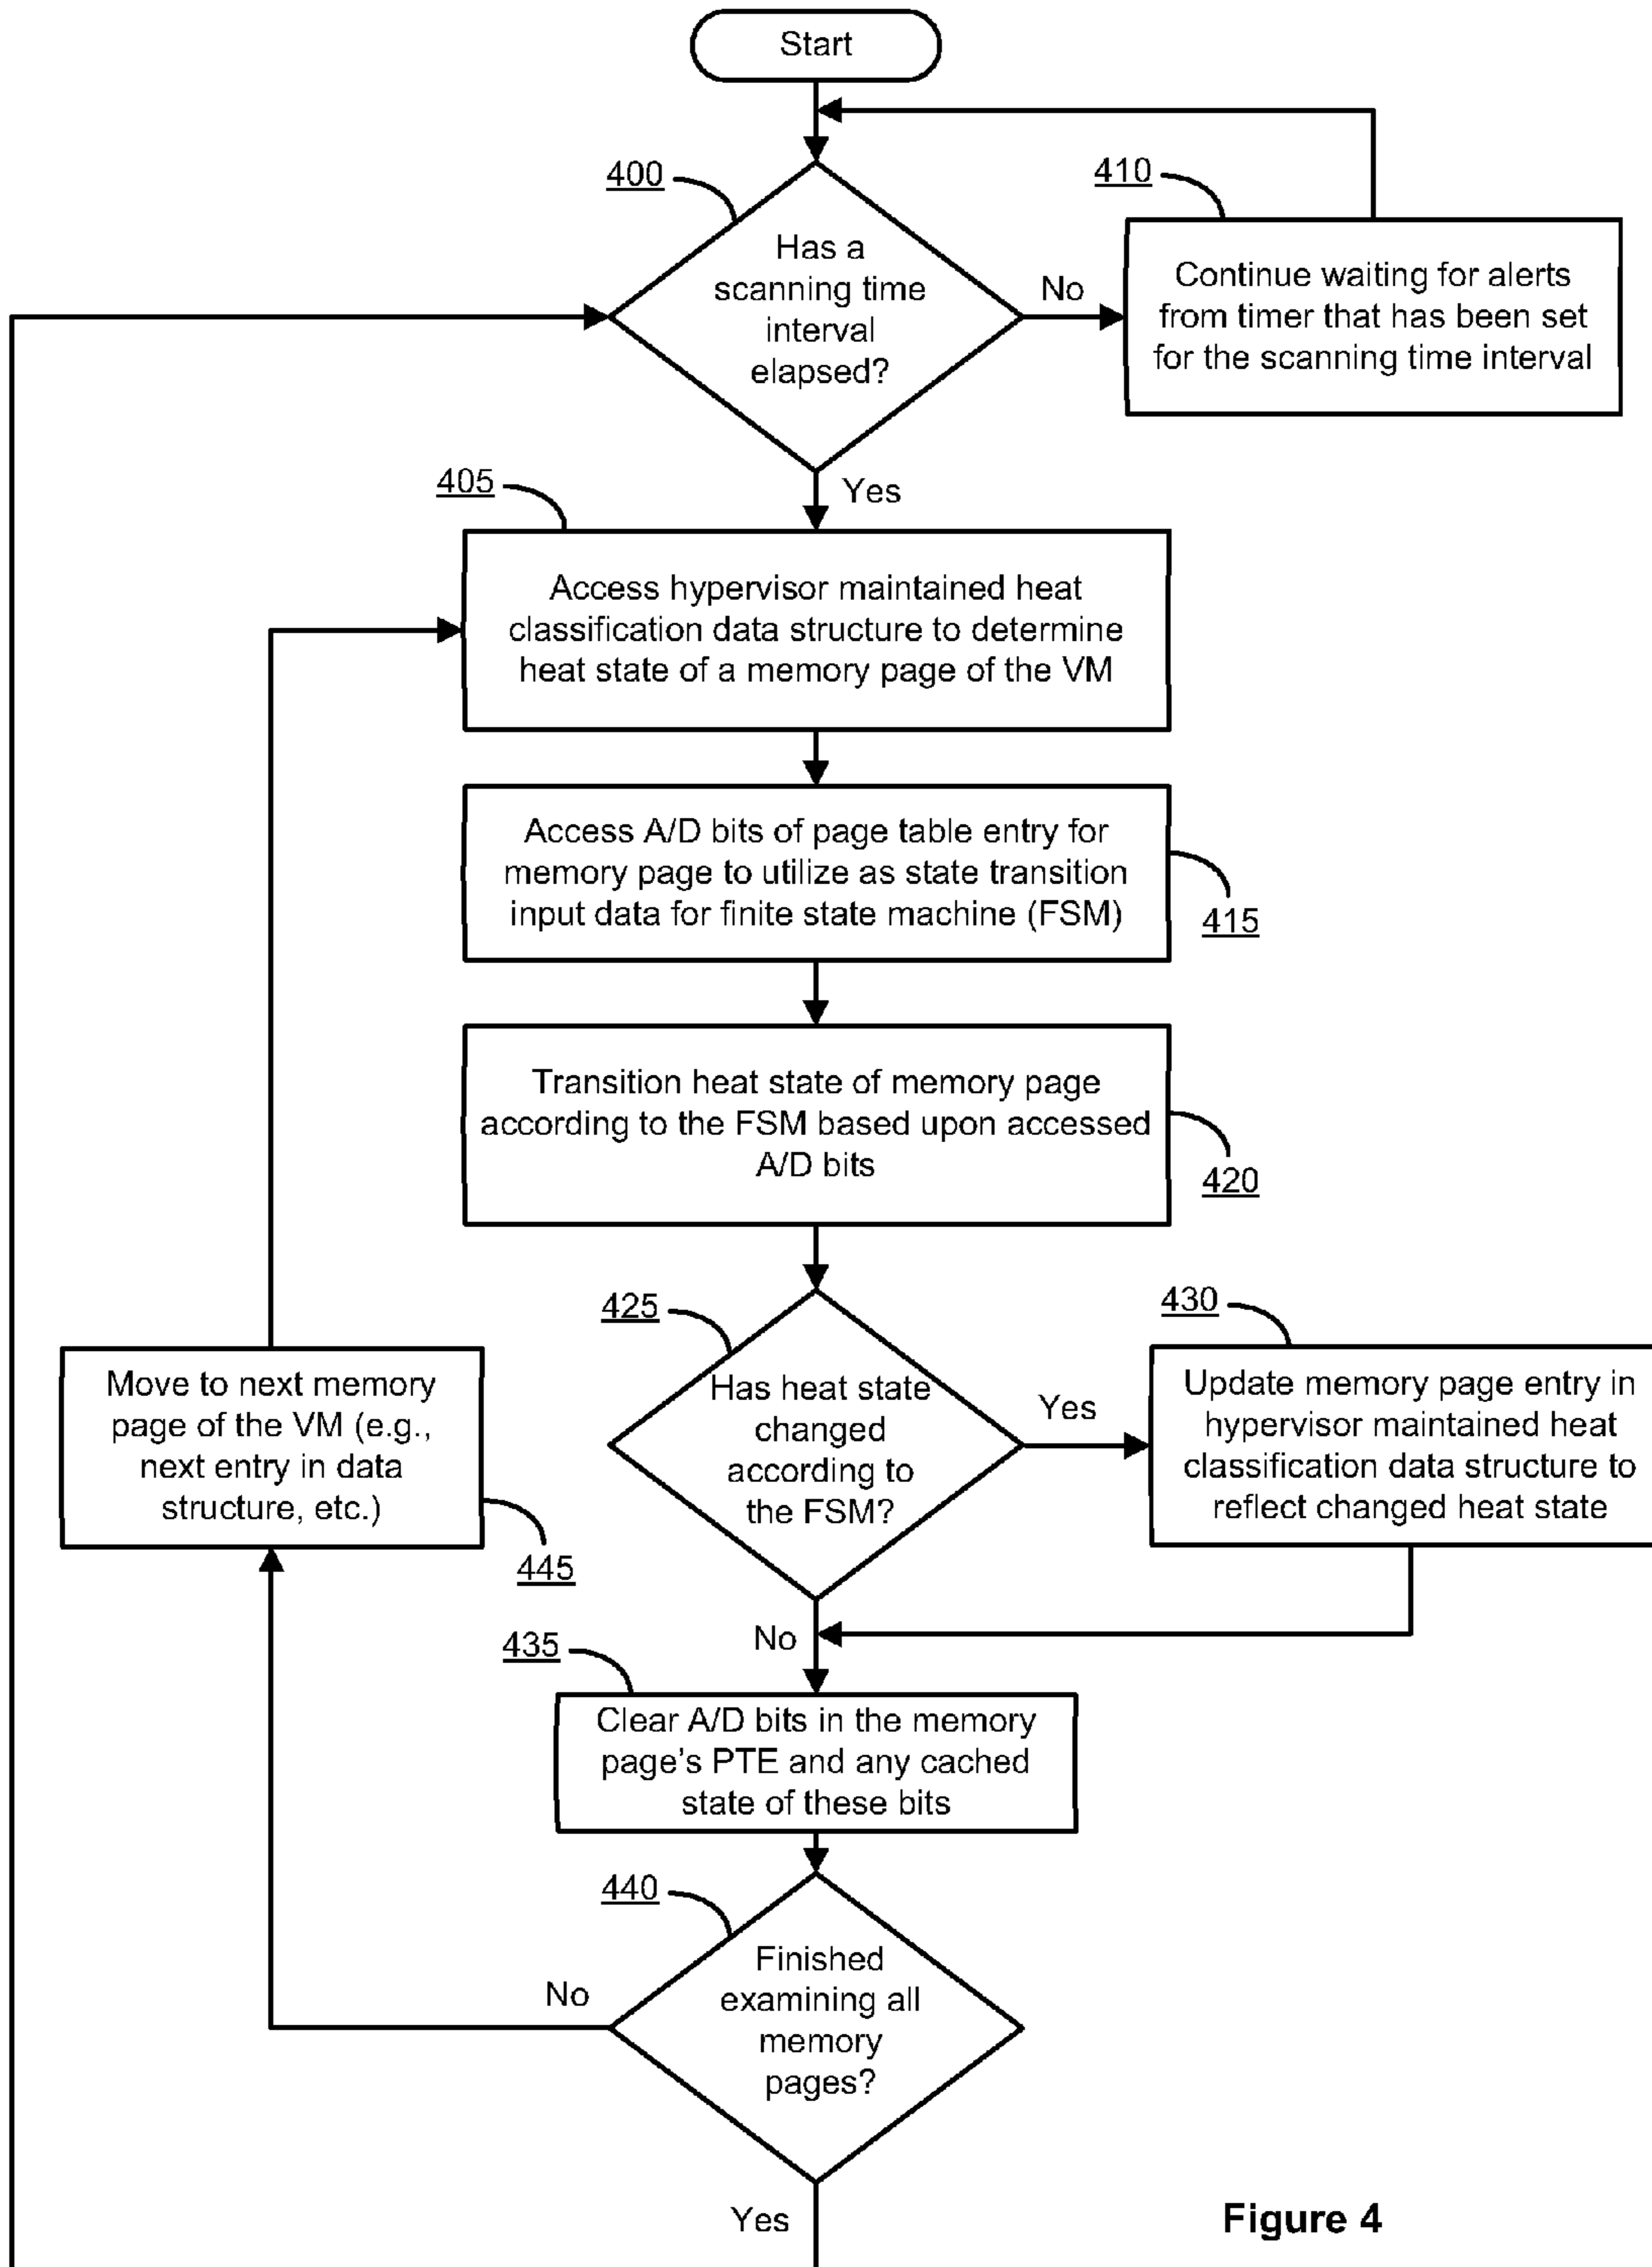 Start
400
Has a
scanning time
interval
elapsed?
No
410
Continue waiting for alerts
from timer that has been set
for the scanning time interval
Yes
405
Access hypervisor maintained heat
classification data structure to determine
heat state of a memory page of the VM
Access A/D bits of page table entry for
memory page to utilize as state transition
input data for finite state machine (FSM)
415
Transition heat state of memory page
according to the FSM based upon accessed
A/D bits
420
425
Has heat state
changed
according to
the FSM?
Yes
430
Update memory page entry in
hypervisor maintained heat
classification data structure to
reflect changed heat state
Move to next memory
page of the VM (e.g.,
next entry in data
structure, etc.)
445
No
435
Clear A/D bits in the memory
page's PTE and any cached
state of these bits
440
Finished
examining all
memory
pages?
No
Yes
Figure 4